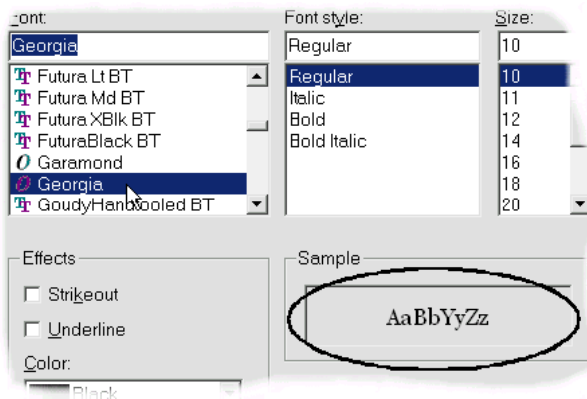 Font:
Georgia
Futura Lt BT
Futura Md BT
Futura XBlk BT
FuturaBlack BT
Garamond
Georgia
GoudyHandtooled BT
Font style:
Regular
Regular
Italic
Bold
Bold Italic
Size:
10
10
11
12
14
16
18
20
Effects
Strikeout
Underline
Color:
Black
Sample
AaBbYyZz